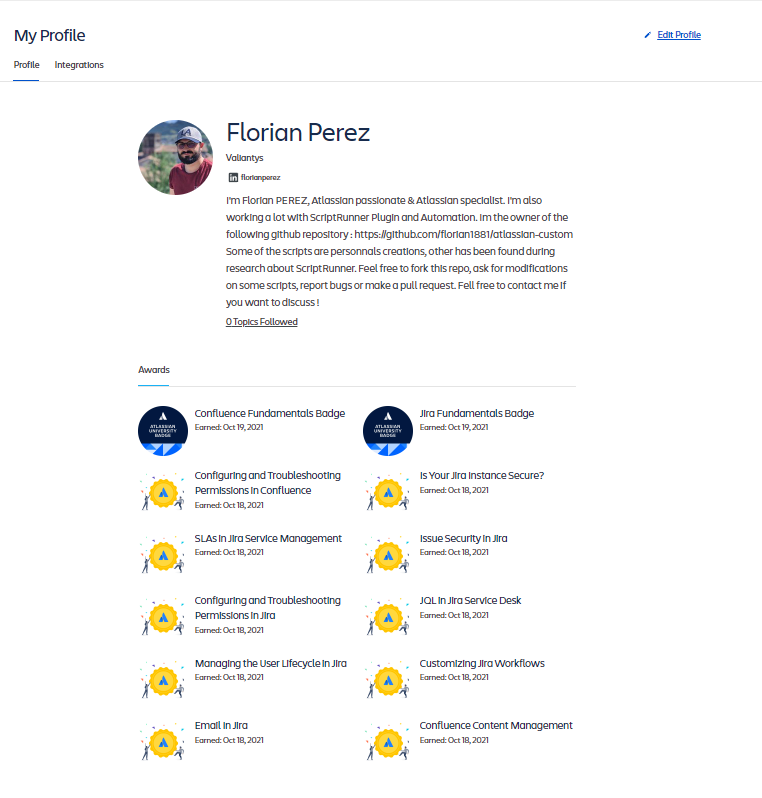 My Profile
Edit Profile
Profile
Integrations
Florian Perez
Valiantys
in florianperez
I'm Florian PEREZ, Atlassian passionate & Atlassian specialist. I'm also
working a lot with ScriptRunner Plugin and Automation. Im the owner of the
following github repository : https://github.com/florian1881/atlassian-custom
Some of the scripts are personnals creations, other has been found during
research about ScriptRunner. Feel free to fork this repo, ask for modifications
on some scripts, report bugs or make a pull request. Fell free to contact me if
you want to discuss !
0 Topics Followed
Awards
ATLASSIAN
UNIVERSITY
BADGE
Confluence Fundamentals Badge
Earned: Oct 19, 2021
ATLASSIAN
UNIVERSITY
BADGE
Jira Fundamentals Badge
Earned: Oct 19, 2021
Configuring and Troubleshooting
Permissions in Confluence
Earned: Oct 18, 2021
Is Your Jira Instance Secure?
Earned: Oct 18, 2021
SLAs in Jira Service Management
Earned: Oct 18, 2021
Issue Security in Jira
Earned: Oct 18, 2021
Configuring and Troubleshooting
Permissions in Jira
Earned: Oct 18, 2021
JQL in Jira Service Desk
Earned: Oct 18, 2021
Managing the User Lifecycle in Jira
Earned: Oct 18, 2021
Customizing Jira Workflows
Earned: Oct 18, 2021
Email in Jira
Earned: Oct 18, 2021
Confluence Content Management
Earned: Oct 18, 2021